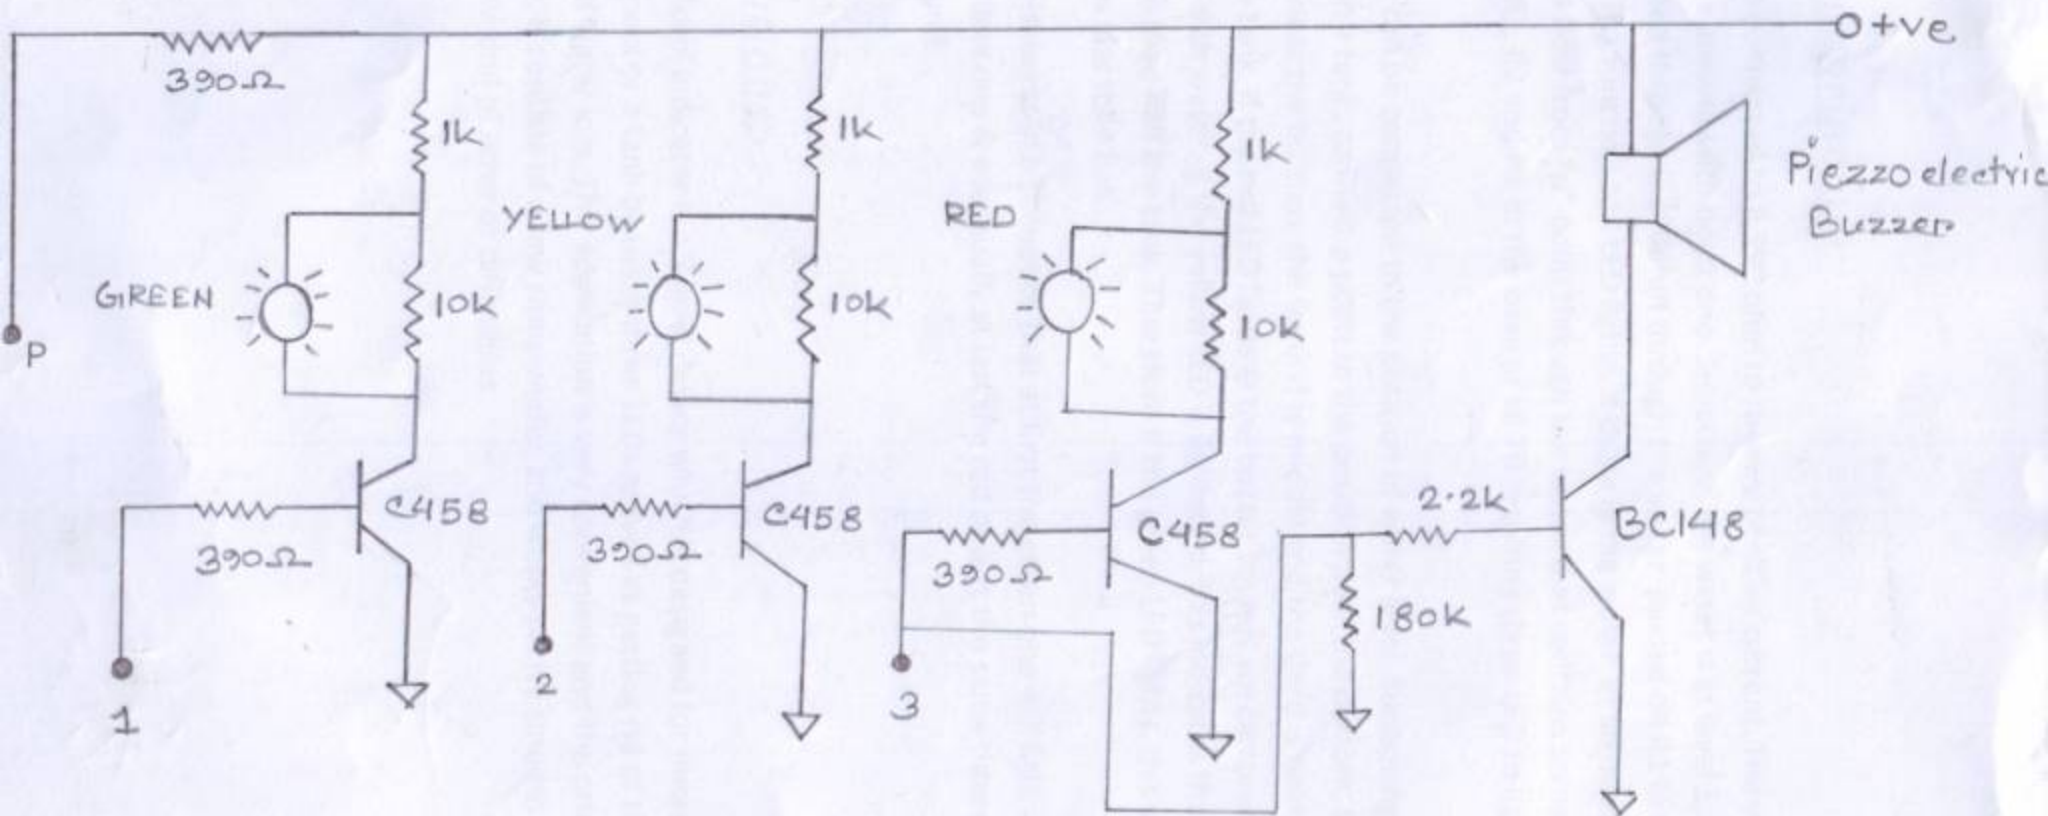 +ve
390Ω
1k
1k
1k
Piezzo electric
Buzzer
YELLOW
RED
GREEN
10k
10k
10k
P
C458
C458
C458
2.2k
BC148
390Ω
390Ω
390Ω
180k
1
2
3